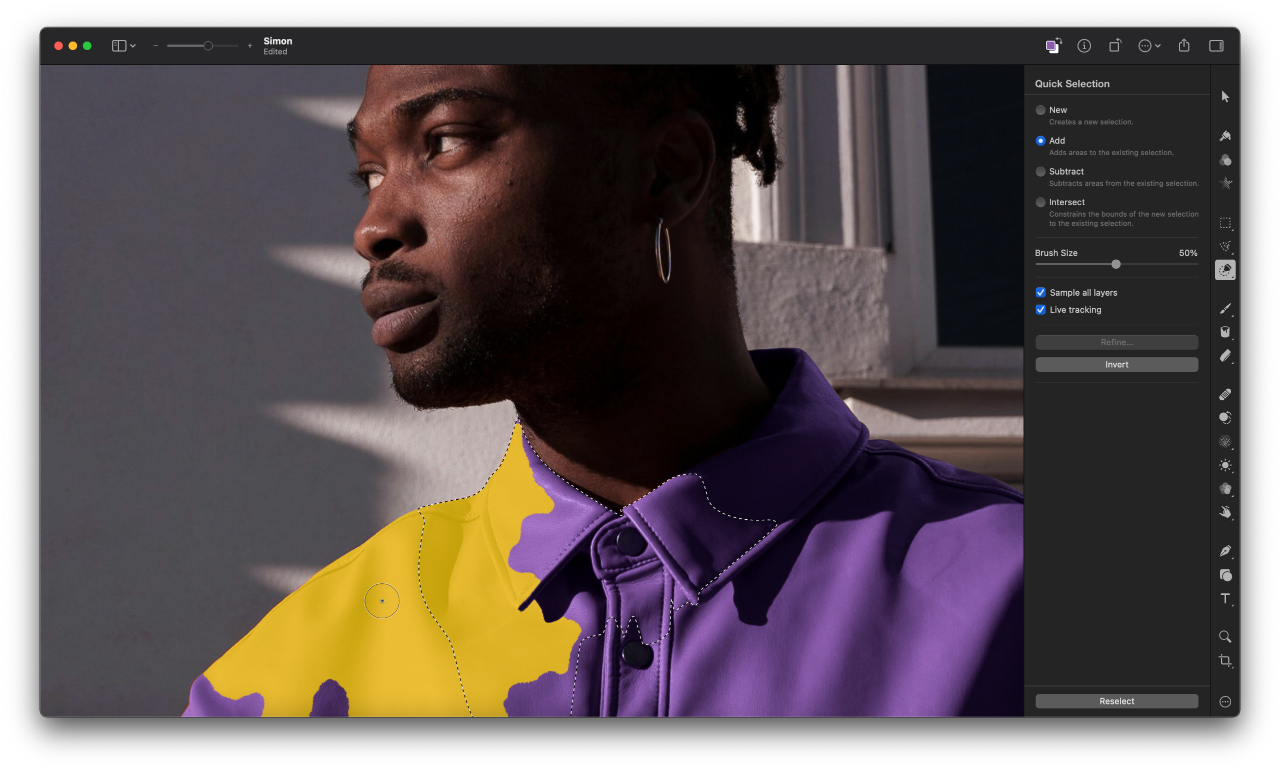 Simon
Edited
Quick Selection
New
Creates a new selection.
Add
Adds areas to the existing selection.
Subtract
Subtracts areas from the existing selection.
Intersect
Constrains the bounds of the new selection
to the existing selection.
Brush Size 50%
Sample all layers
Live tracking
Refine...
Invert
Reselect